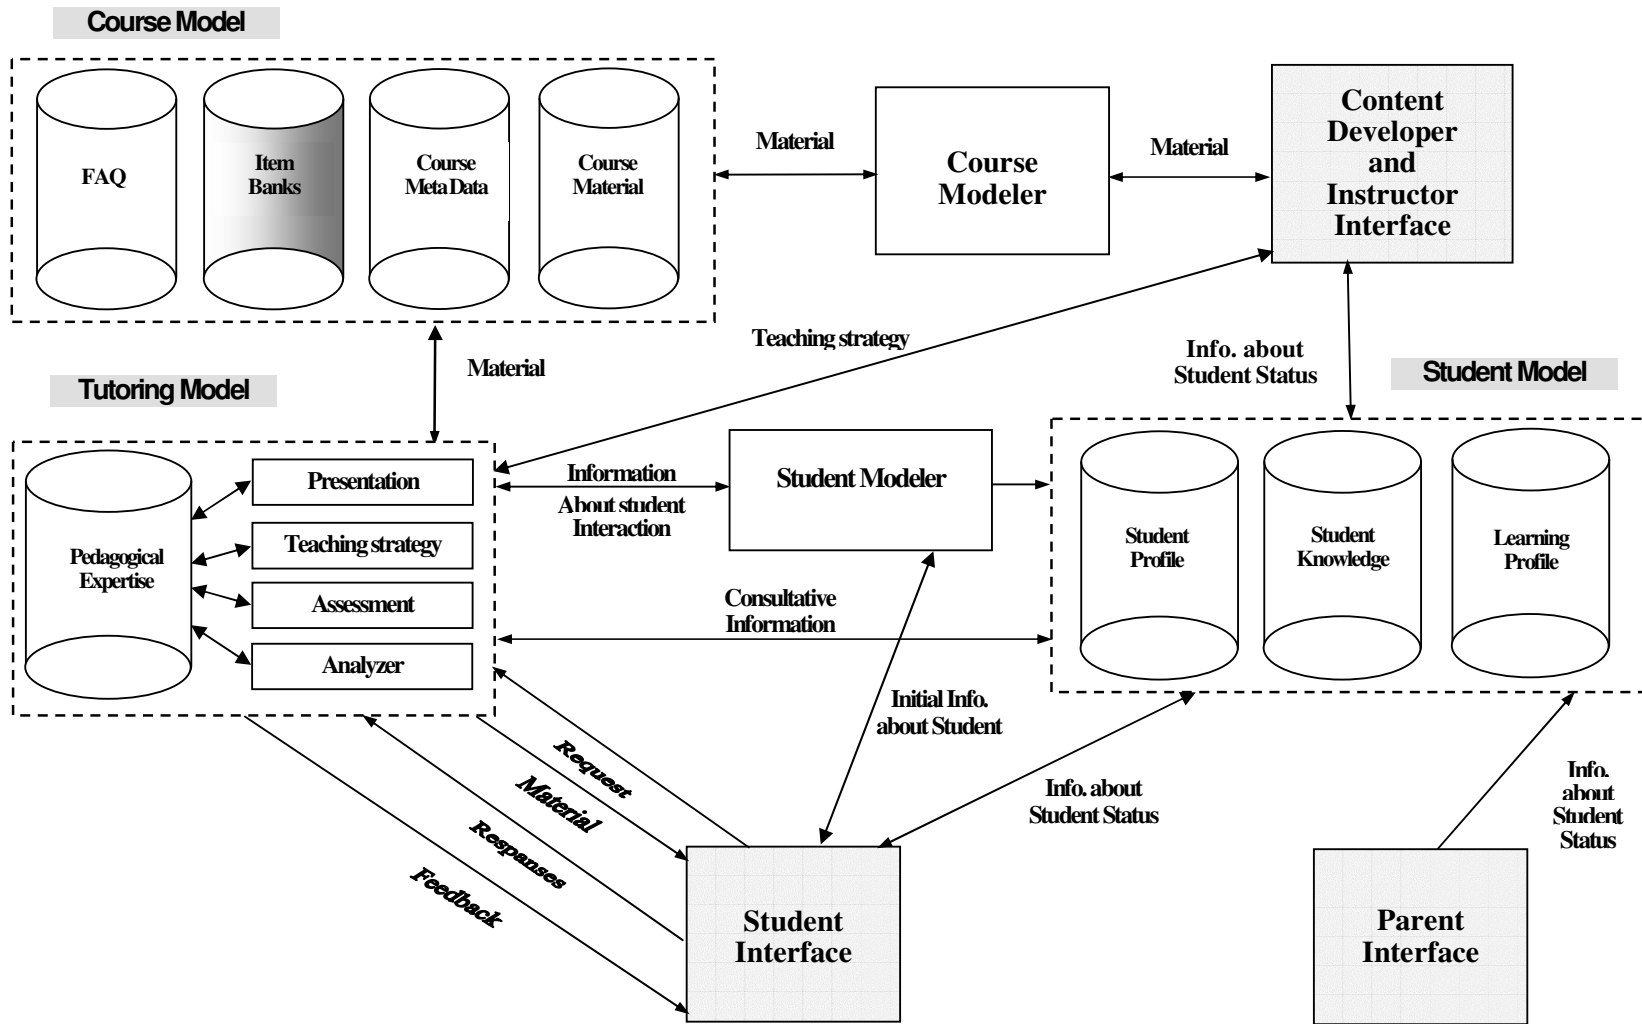 Course Model
FAQ
Item
Banks
Course
Meta Data
Course
Material
Material
Course
Modeler
Material
Content
Developer
and
Instructor
Interface
Teaching strategy
Info. about
Student Status
Material
Tutoring Model
Student Model
Pedagogical
Expertise
Presentation
Teaching strategy
Assessment
Analyzer
Information
About student
Interaction
Student Modeler
Student
Profile
Student
Knowledge
Learning
Profile
Consultative
Information
Initial Info.
about Student
Info. about
Student Status
Info.
about
Student
Status
Request
Material
Respanses
Feedback
Student
Interface
Parent
Interface